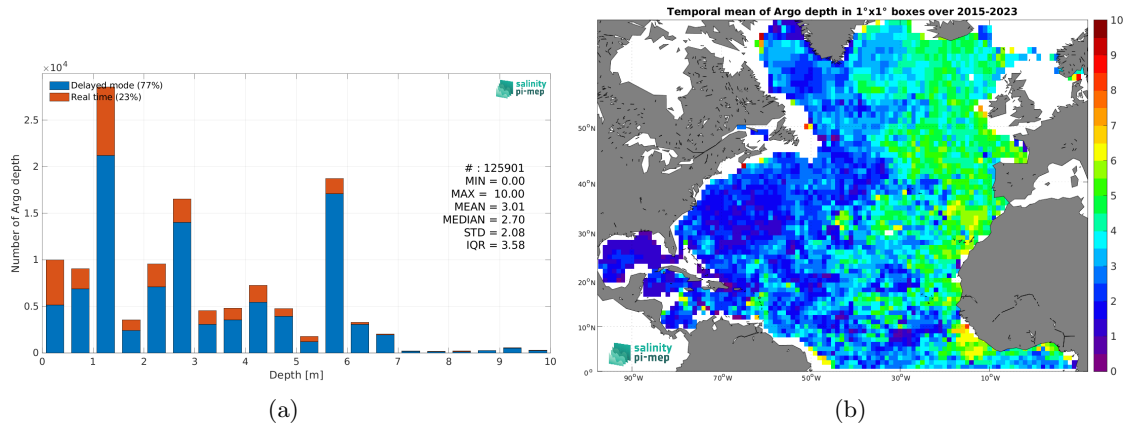 ×10⁴
Delayed mode (77%)
Real time (23%)
salinity
pi-mep
# : 125901
MIN = 0.00
MAX = 10.00
MEAN = 3.01
MEDIAN = 2.70
STD = 2.08
IQR = 3.58
Number of Argo depth
2.5
2
1.5
1
0.5
0
0 1 2 3 4 5 6 7 8 9 10
Depth [m]
(a)
Temporal mean of Argo depth in 1°x1° boxes over 2015-2023
50°N
40°N
30°N
20°N
10°N
0°
90°W 70°W 50°W 30°W 10°W
salinity
pi-mep
10
9
8
7
6
5
4
3
2
1
0
(b)